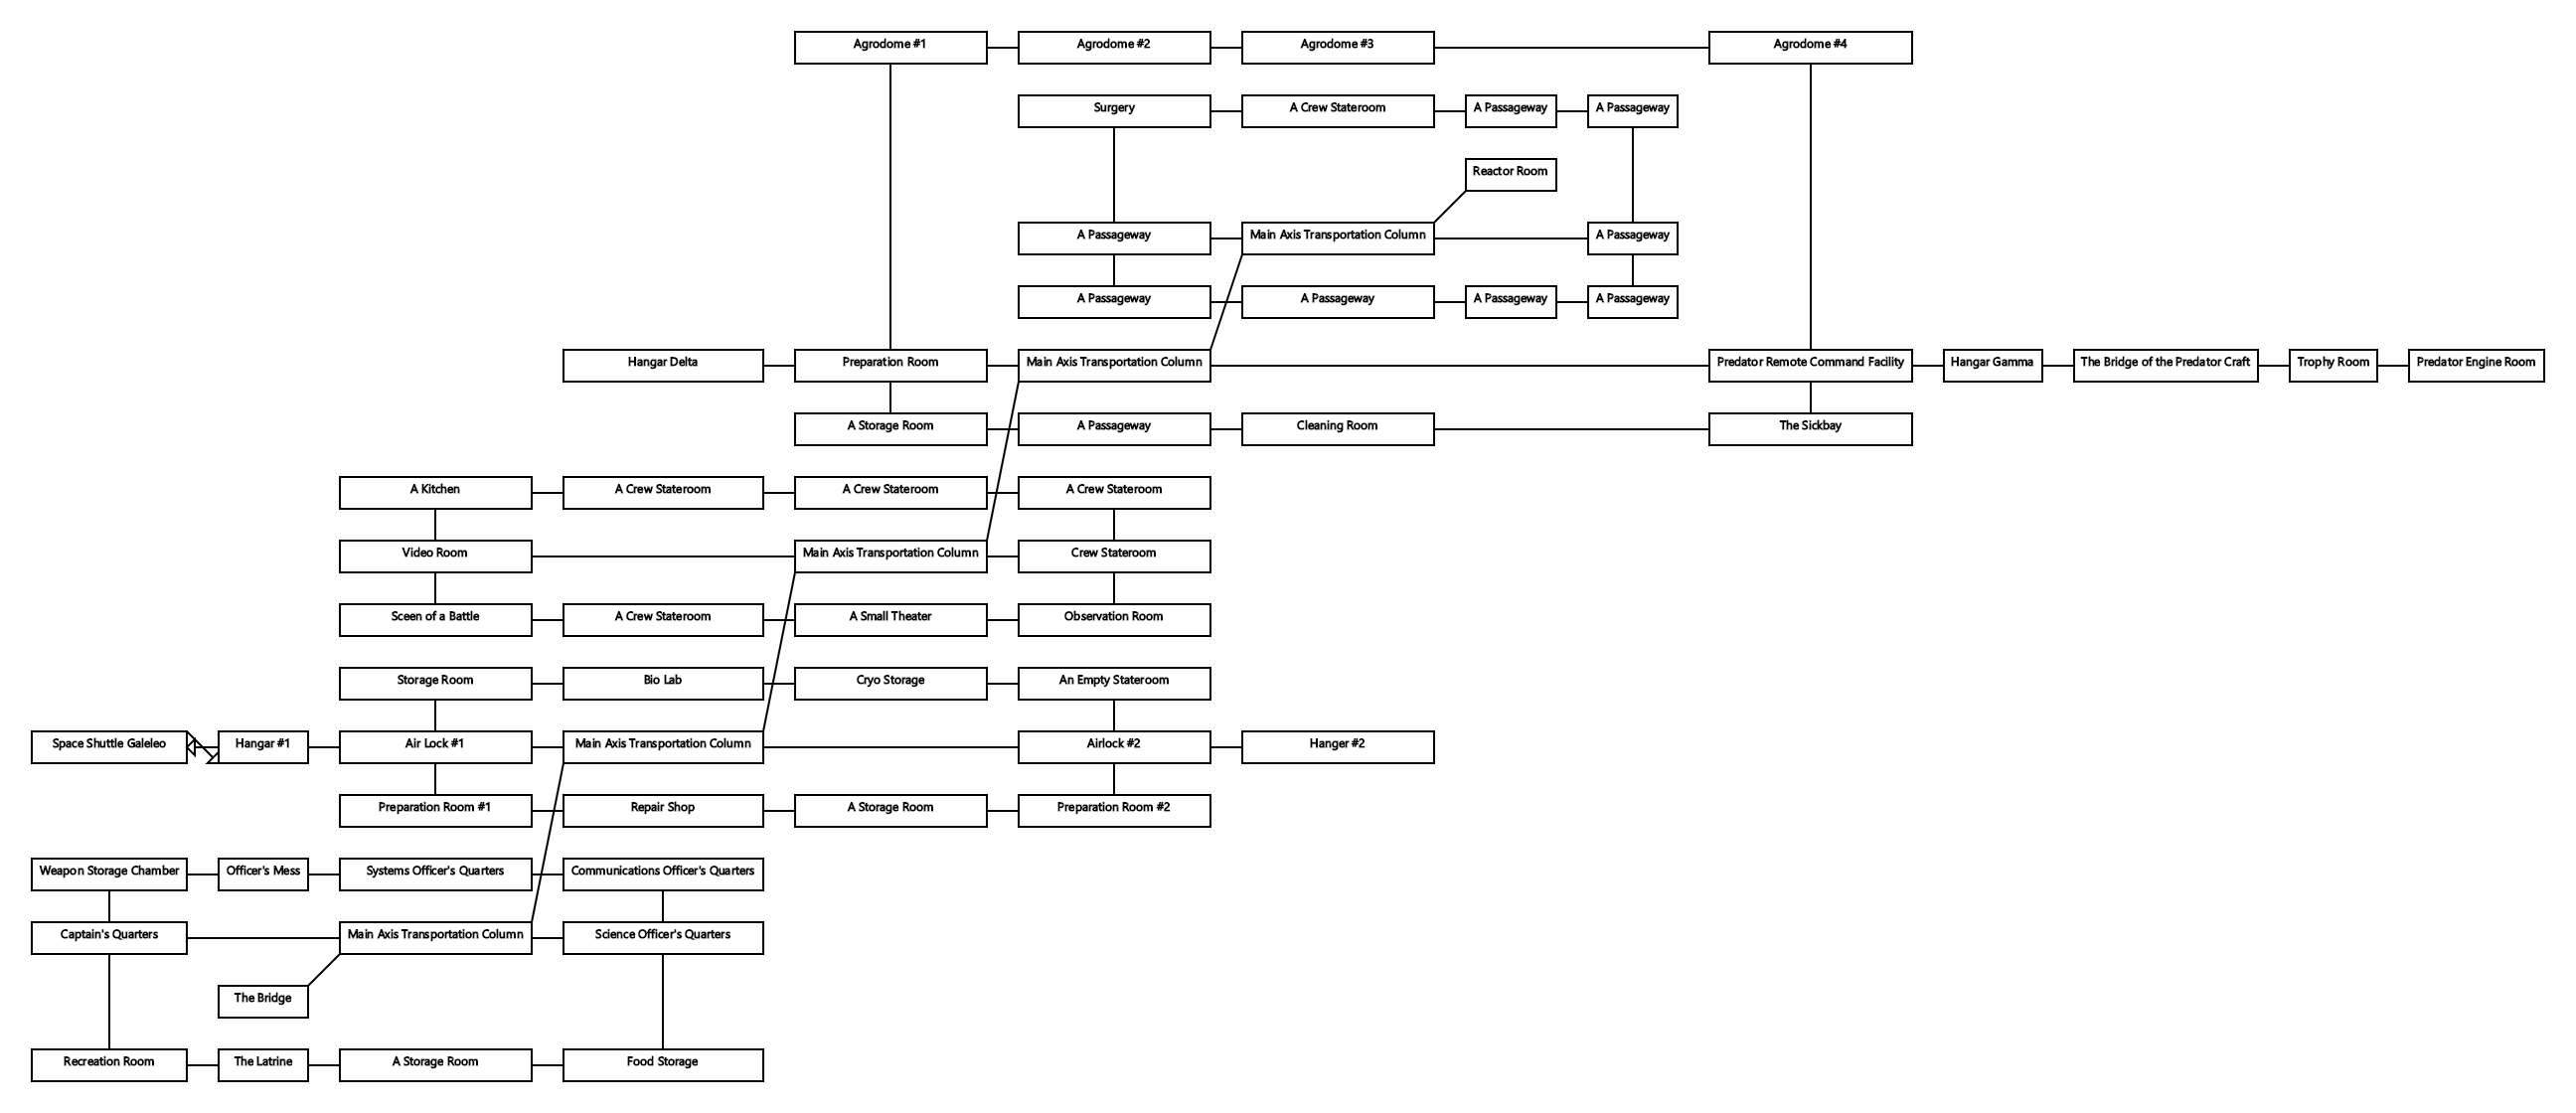 Agrodome #1
Agrodome #2
Agrodome #3
Agrodome #4
Surgery
A Crew Stateroom
A Passageway
A Passageway
Reactor Room
A Passageway
Main Axis Transportation Column
A Passageway
A Passageway
A Passageway
A Passageway
A Passageway
Hangar Delta
Preparation Room
Main Axis Transportation Column
Predator Remote Command Facility
Hangar Gamma
The Bridge of the Predator Craft
Trophy Room
Predator Engine Room
A Storage Room
A Passageway
Cleaning Room
The Sickbay
A Kitchen
A Crew Stateroom
A Crew Stateroom
A Crew Stateroom
Video Room
Main Axis Transportation Column
Crew Stateroom
Sceen of a Battle
A Crew Stateroom
A Small Theater
Observation Room
Storage Room
Bio Lab
Cryo Storage
An Empty Stateroom
Space Shuttle Galeleo
Hangar #1
Air Lock #1
Main Axis Transportation Column
Airlock #2
Hanger #2
Preparation Room #1
Repair Shop
A Storage Room
Preparation Room #2
Weapon Storage Chamber
Officer's Mess
Systems Officer's Quarters
Communications Officer's Quarters
Captain's Quarters
Main Axis Transportation Column
Science Officer's Quarters
The Bridge
Recreation Room
The Latrine
A Storage Room
Food Storage